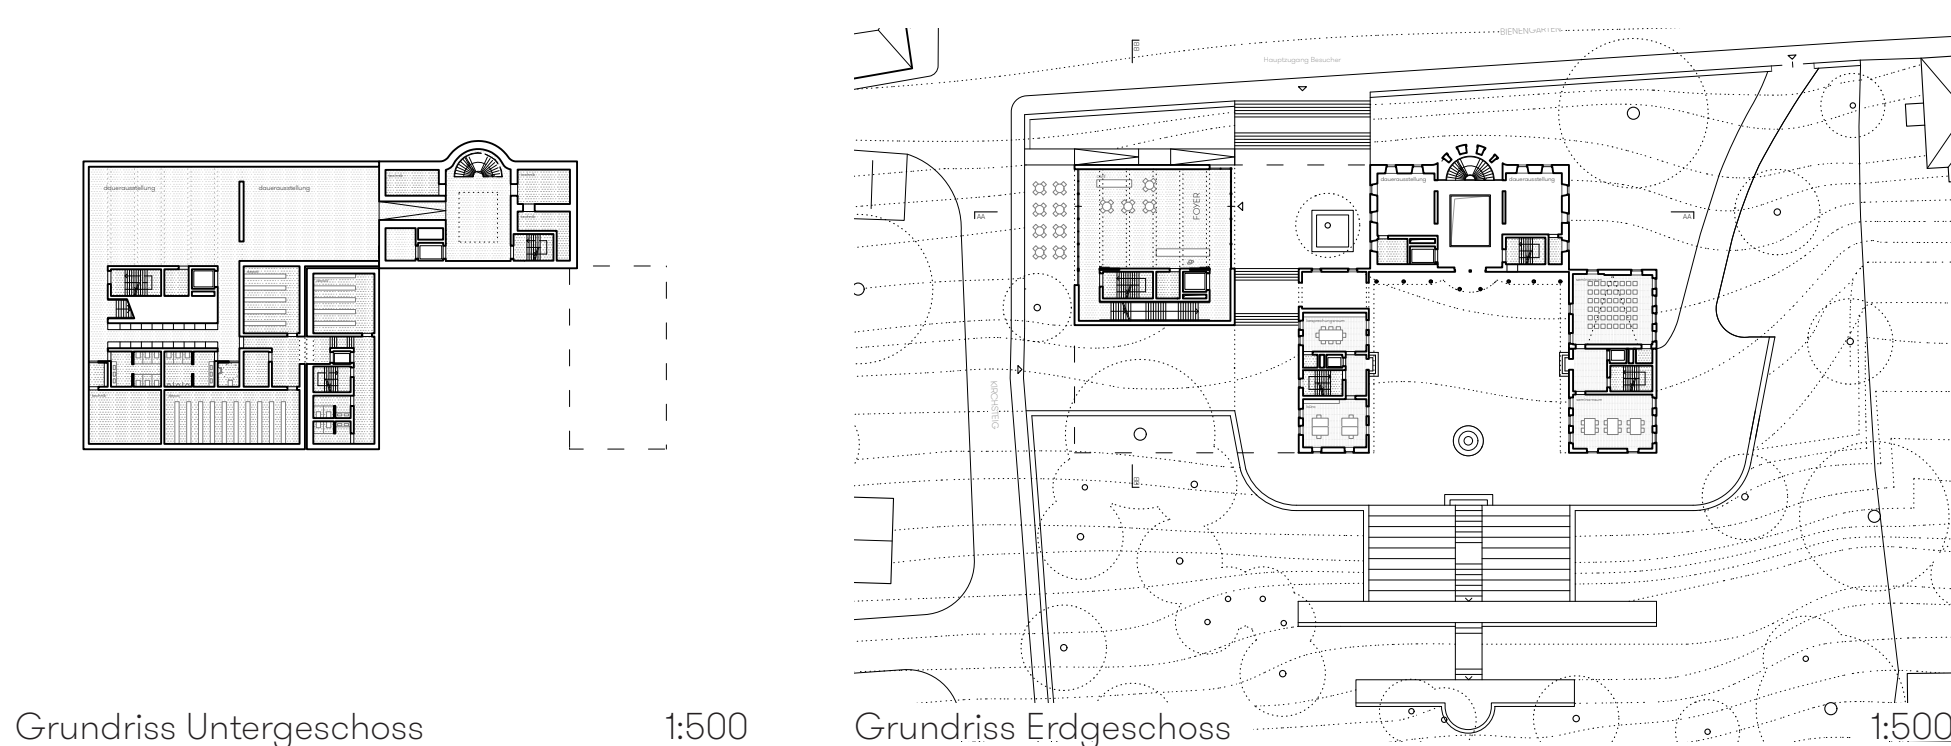 BIENENGARTEN
BB
Hauptzugang Besucher
dauerausstellung
dauerausstellung
dauerausstellung
dauerausstellung
FOYER
AA
AA
KIRCHSTEIG
BB
Grundriss Untergeschoss
1:500
Grundriss Erdgeschoss
1:500